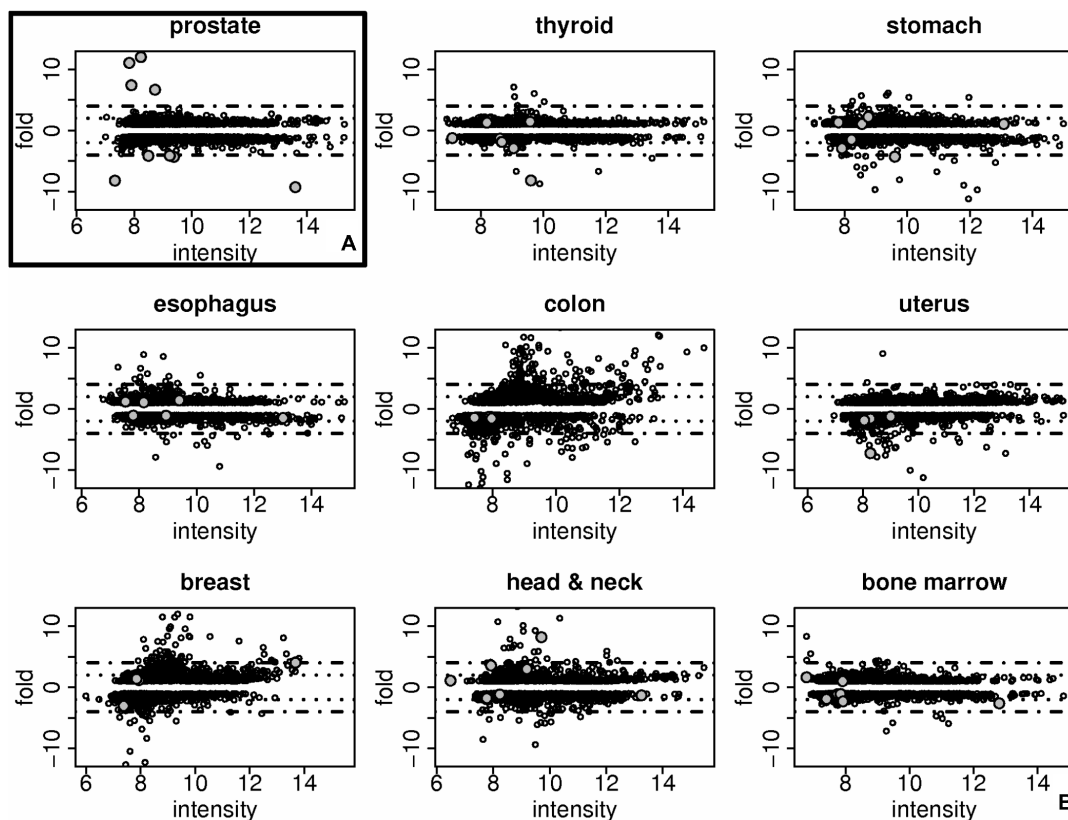 prostate
fold
10
0
−10
6 8 10 12 14
intensity
A
thyroid
fold
10
0
−10
8 10 12 14
intensity
stomach
fold
10
0
−10
8 10 12 14
intensity
esophagus
fold
10
0
−10
6 8 10 12 14
intensity
colon
fold
10
0
−10
8 10 12 14
intensity
uterus
fold
10
0
−10
6 8 10 12 14
intensity
breast
fold
10
0
−10
6 8 10 12 14
intensity
head & neck
fold
10
0
−10
6 8 10 12 14
intensity
bone marrow
fold
10
0
−10
8 10 12 14
intensity